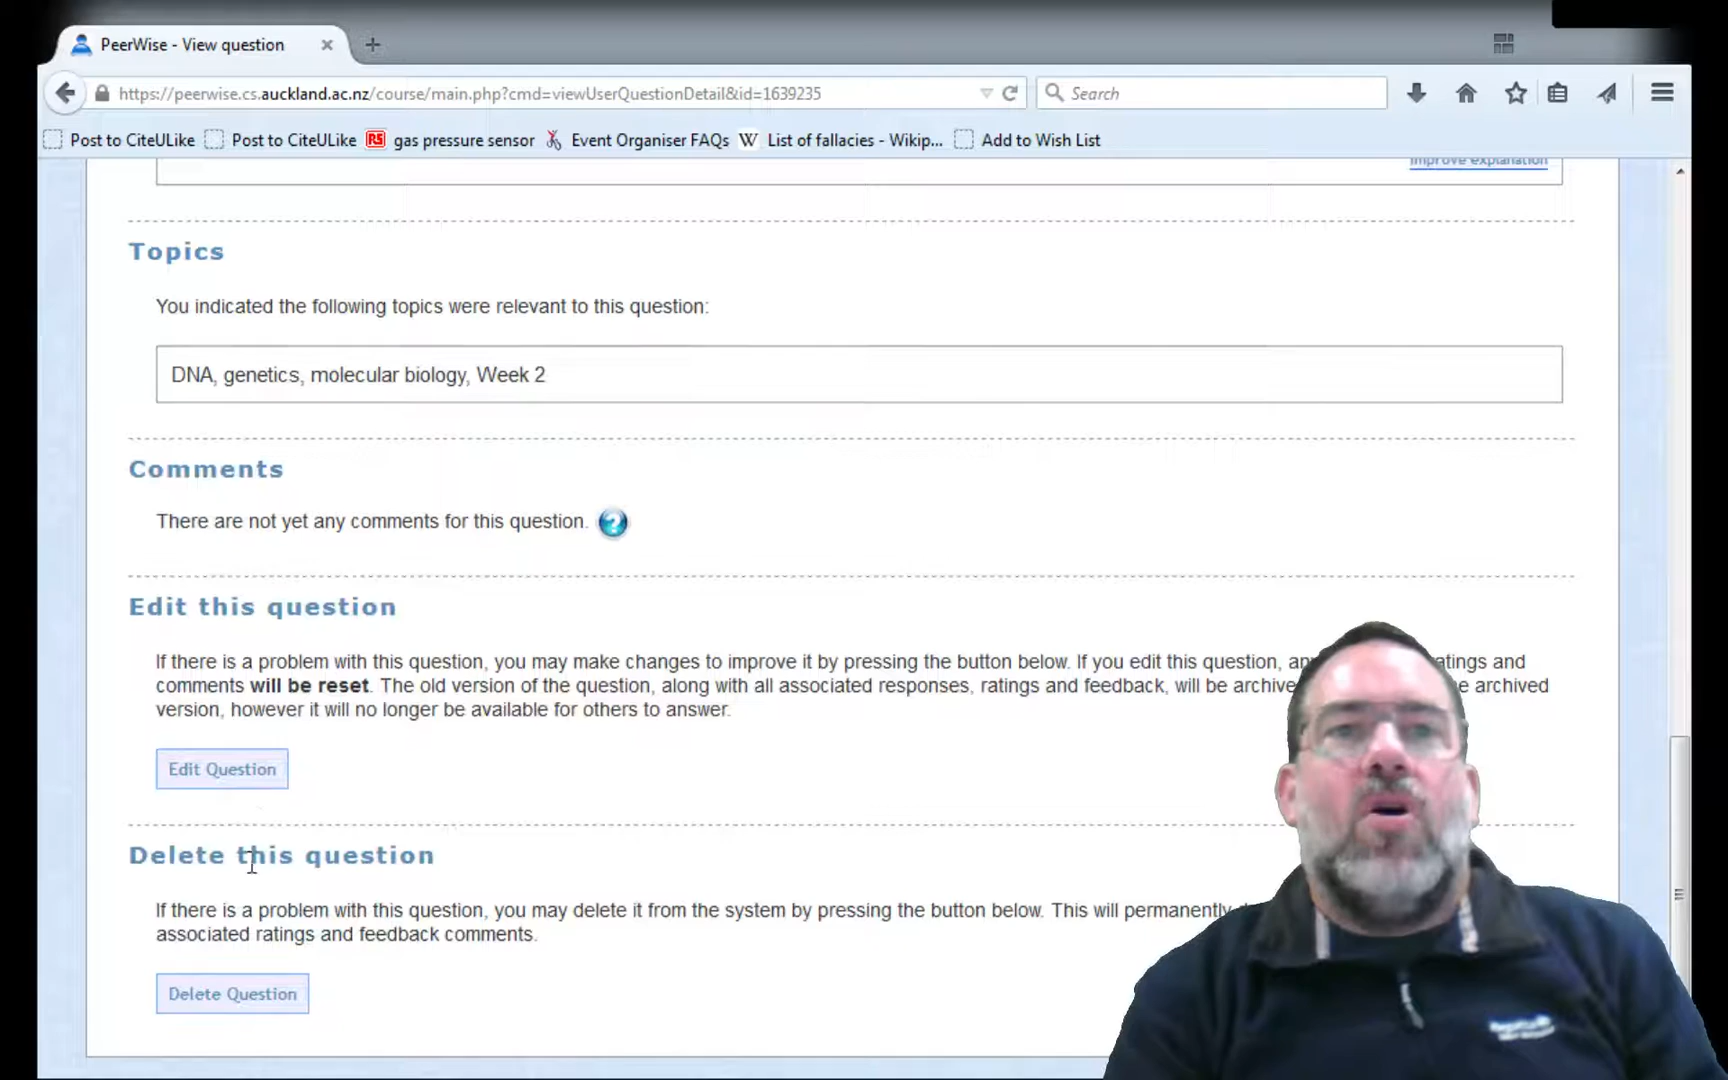 PeerWise - View question
https://peerwise.cs.auckland.ac.nz/course/main.php?cmd=viewUserQuestionDetail&id=1639235
Search
Post to CiteULike
Post to CiteULike
RS gas pressure sensor
Event Organiser FAQs
W List of fallacies - Wikip...
Add to Wish List
Improve explanation
Topics
You indicated the following topics were relevant to this question:
DNA, genetics, molecular biology, Week 2
Comments
There are not yet any comments for this question. ?
Edit this question
If there is a problem with this question, you may make changes to improve it by pressing the button below. If you edit this question, ratings and
comments will be reset. The old version of the question, along with all associated responses, ratings and feedback, will be archived archived
version, however it will no longer be available for others to answer.
Edit Question
Delete this question
If there is a problem with this question, you may delete it from the system by pressing the button below. This will permanently
associated ratings and feedback comments.
Delete Question